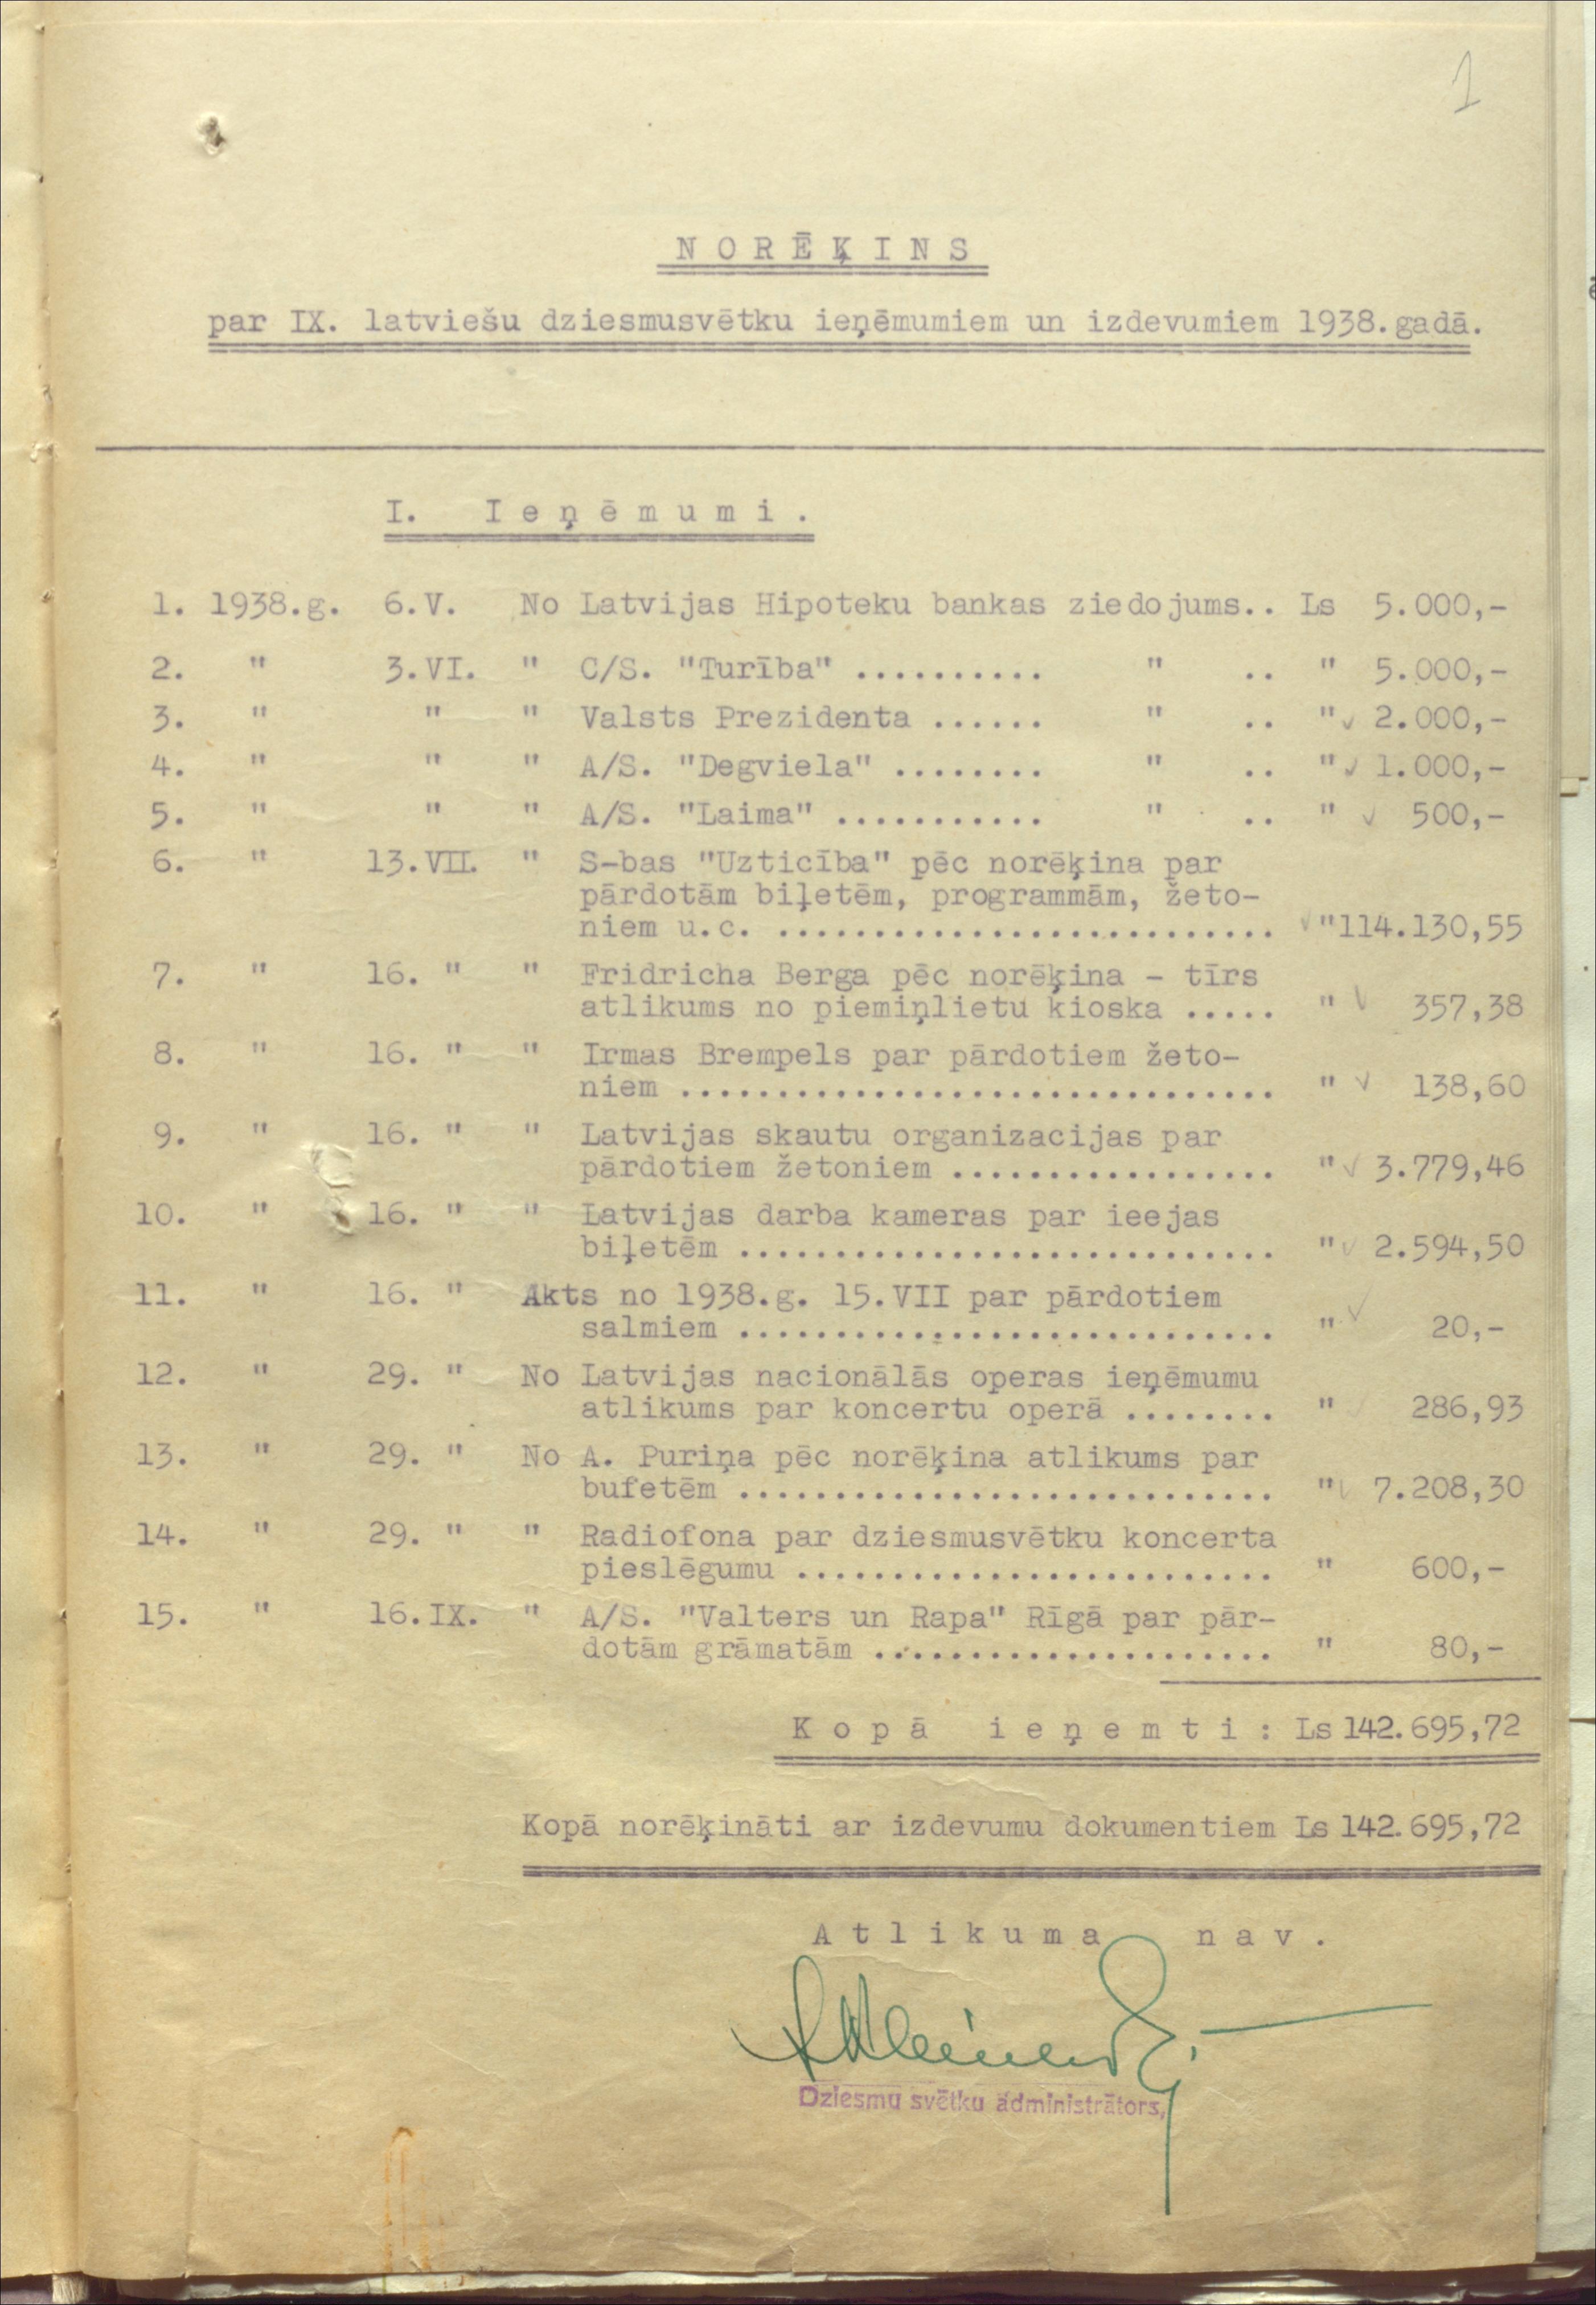 1
NORĒĶINS
par IX. latviešu dziesmusvētku ieņēmumiem un izdevumiem 1938.gadā.
I. Ieņēmumi.
1. 1938.g. 6.V. No Latvijas Hipoteku bankas ziedojums.. Ls 5.000,-
2. " 3.VI. " C/S. "Turība" .......... " .. " 5.000,-
3. " " " Valsts Prezidenta ...... " .. " √ 2.000,-
4. " " " A/S. "Degviela" ........ " .. " √ 1.000,-
5. " " " A/S. "Laima" ........... " .. " √ 500,-
6. " 13.VII. " S-bas "Uzticība" pēc norēķina par
pārdotām biļetēm, programmām, žeto-
niem u.c. .......................... √ "114.130,55
7. " 16. " " Fridricha Berga pēc norēķina - tīrs
atlikums no piemiņlietu kioska ..... " √ 357,38
8. " 16. " " Irmas Brempels par pārdotiem žeto-
niem ............................... " √ 138,60
9. " 16. " " Latvijas skautu organizacijas par
pārdotiem žetoniem ................. " √ 3.779,46
10. " 16. " " Latvijas darba kameras par ieejas
biļetēm ............................ " √ 2.594,50
11. " 16. " Akts no 1938.g. 15.VII par pārdotiem
salmiem ............................ " √ 20,-
12. " 29. " No Latvijas nacionālās operas ieņēmumu
atlikums par koncertu operā ........ " √ 286,93
13. " 29. " No A. Puriņa pēc norēķina atlikums par
bufetēm ............................ " √ 7.208,30
14. " 29. " " Radiofona par dziesmusvētku koncerta
pieslēgumu ......................... " 600,-
15. " 16.IX. " A/S. "Valters un Rapa" Rīgā par pār-
dotām grāmatām ..................... " 80,-
Kopā ieņemti: Ls 142.695,72
Kopā norēķināti ar izdevumu dokumentiem Ls 142.695,72
Atlikuma nav.
Dziesmu svētku administrātors,